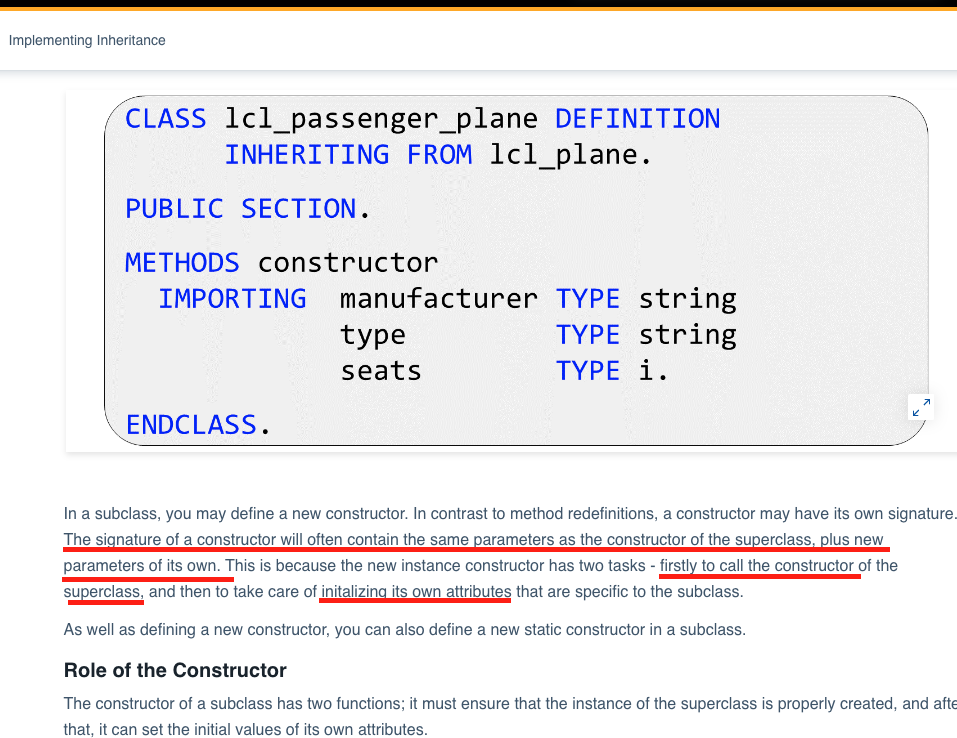 Implementing Inheritance
CLASS lcl_passenger_plane DEFINITION
INHERITING FROM lcl_plane.
PUBLIC SECTION.
METHODS constructor
IMPORTING manufacturer TYPE string
type TYPE string
seats TYPE i.
ENDCLASS.
In a subclass, you may define a new constructor. In contrast to method redefinitions, a constructor may have its own signature.
The signature of a constructor will often contain the same parameters as the constructor of the superclass, plus new
parameters of its own. This is because the new instance constructor has two tasks - firstly to call the constructor of the
superclass, and then to take care of initalizing its own attributes that are specific to the subclass.
As well as defining a new constructor, you can also define a new static constructor in a subclass.
Role of the Constructor
The constructor of a subclass has two functions; it must ensure that the instance of the superclass is properly created, and afte
that, it can set the initial values of its own attributes.